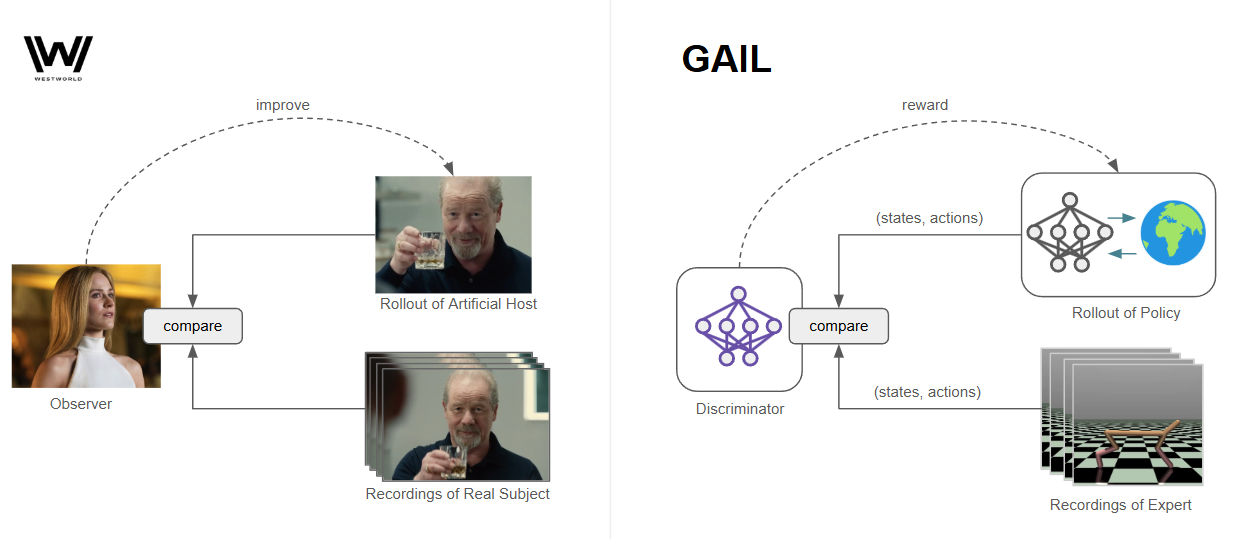 WESTWORLD
improve
Rollout of Artificial Host
compare
Observer
Recordings of Real Subject
GAIL
reward
(states, actions)
Rollout of Policy
compare
(states, actions)
Discriminator
Recordings of Expert